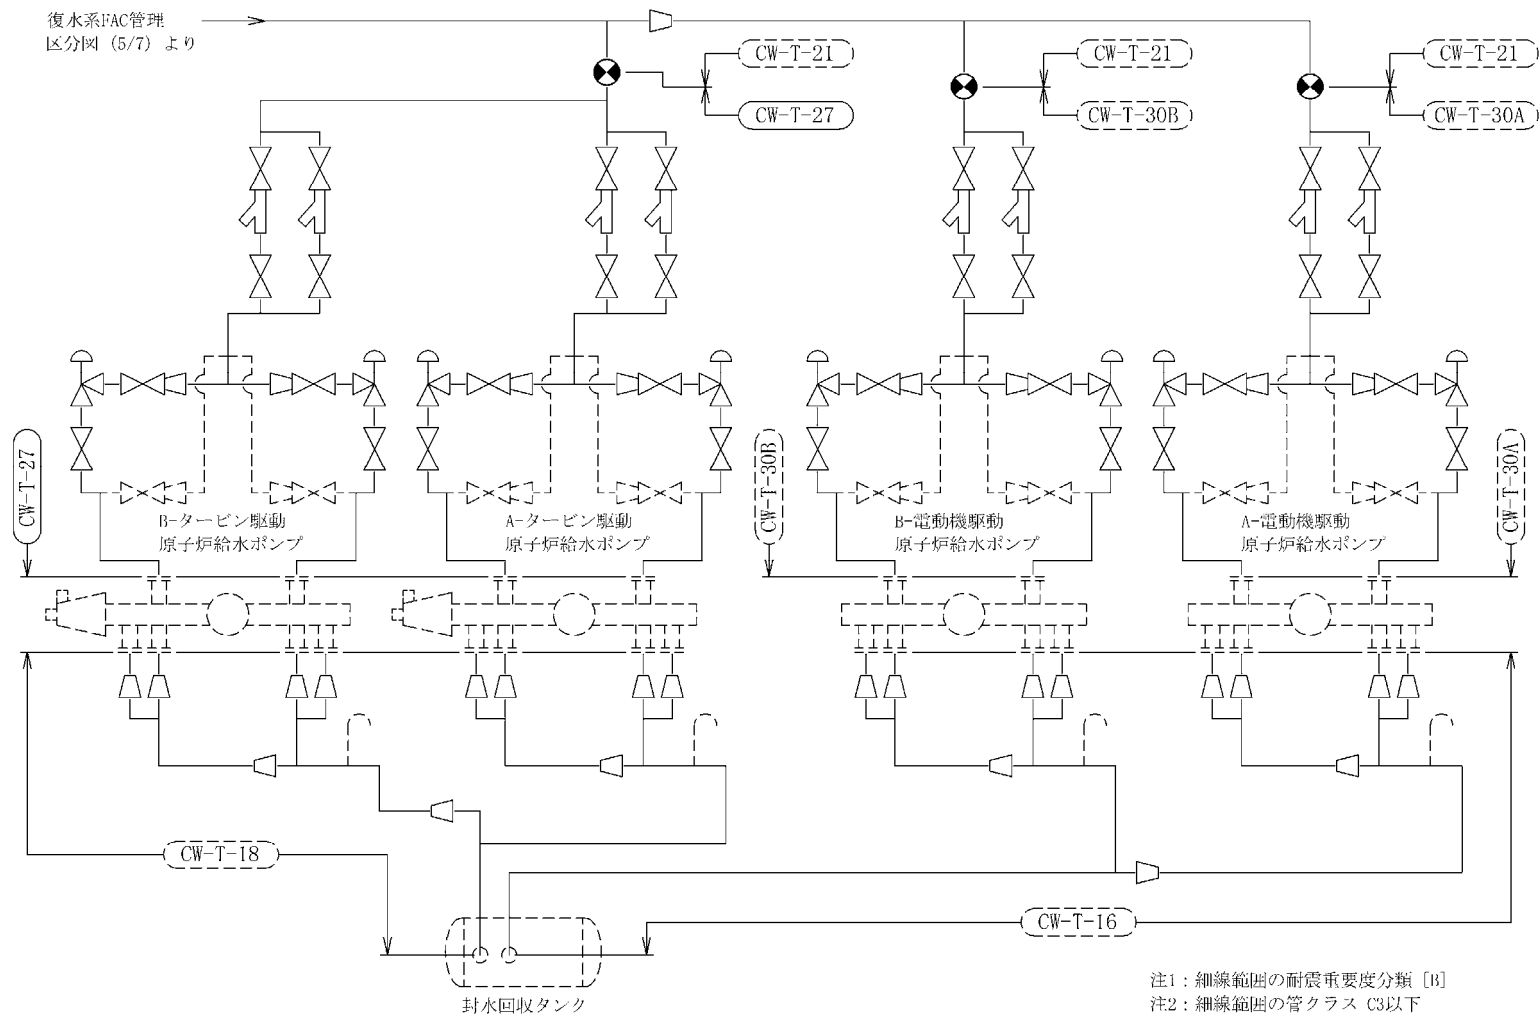 復水系FAC管理
区分図 (5/7) より
CW-T-21
CW-T-21
CW-T-21
CW-T-27
CW-T-30B
CW-T-30A
CW-T-27
CW-T-30B
CW-T-30A
B-タービン駆動
原子炉給水ポンプ
A-タービン駆動
原子炉給水ポンプ
B-電動機駆動
原子炉給水ポンプ
A-電動機駆動
原子炉給水ポンプ
CW-T-18
CW-T-16
封水回収タンク
注1：細線範囲の耐震重要度分類 [B]
注2：細線範囲の管クラス C3以下